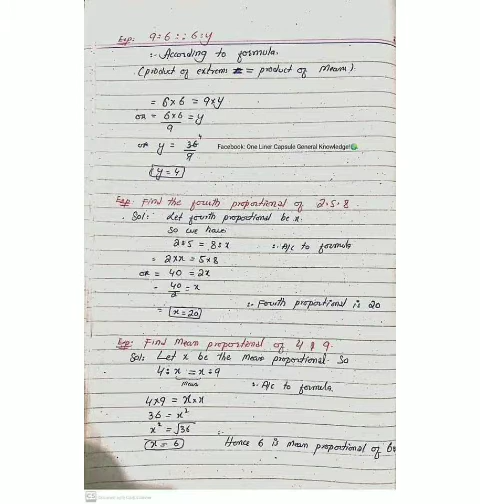 Exp: 9:6 :: 6:y
∴ According to formula.
(product of extrem = product of Mean).
= 6×6 = 9×y
or = 6×6/9 = y
or y = 36/9 4
Facebook: One Liner Capsule General Knowledge
y = 4
Exp Find the fourth proportional of 2.5.8
Sol: Let fourth proportional be x.
So we have
2:5 = 8:x ∴ A/c to formula
= 2×x = 5×8
or = 40 = 2x
= 40/2 = x
∴ Fourth proportional is 20
= x = 20
Exp: Find Mean proportional of 4 & 9.
Sol: Let x be the Mean proportional. So
4:x = x:9
Mean ∴ A/c to formula.
4×9 = x×x
36 = x²
x² = √36
x = 6 Hence 6 is mean proportional of
CS